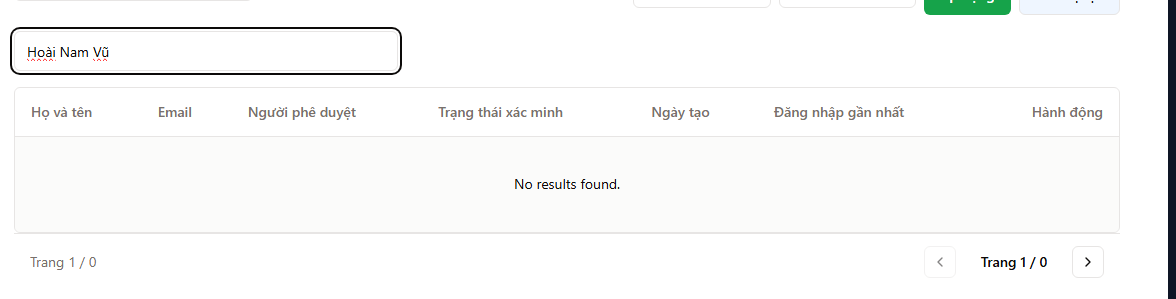 Hoài Nam Vũ
Họ và tên Email Người phê duyệt Trạng thái xác minh Ngày tạo Đăng nhập gần nhất Hành động
No results found.
Trang 1 / 0 Trang 1 / 0